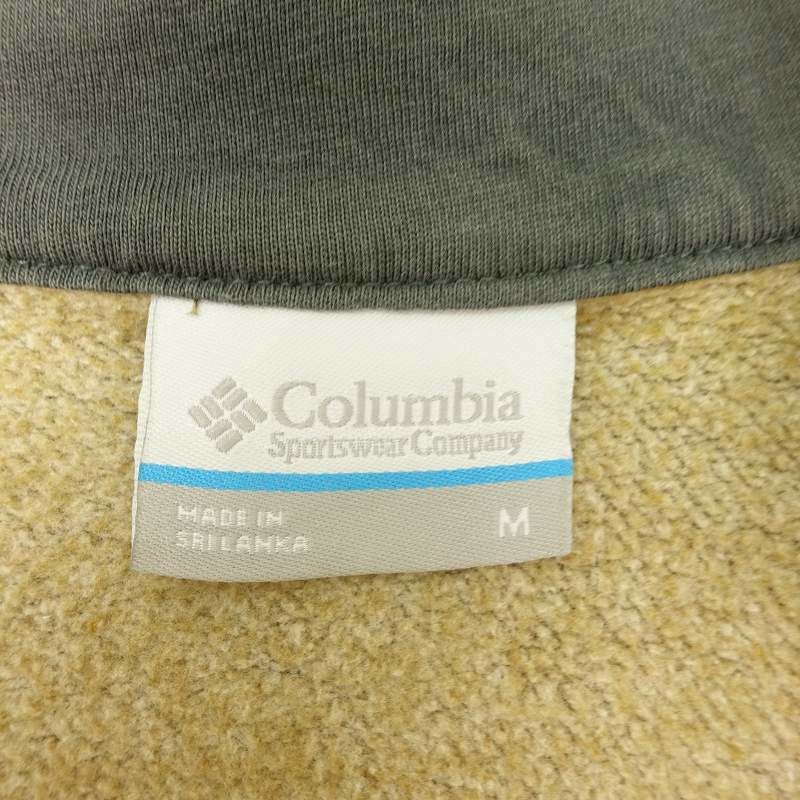 Columbia
Sportswear Company
MADE IN
SRI LANKA
M